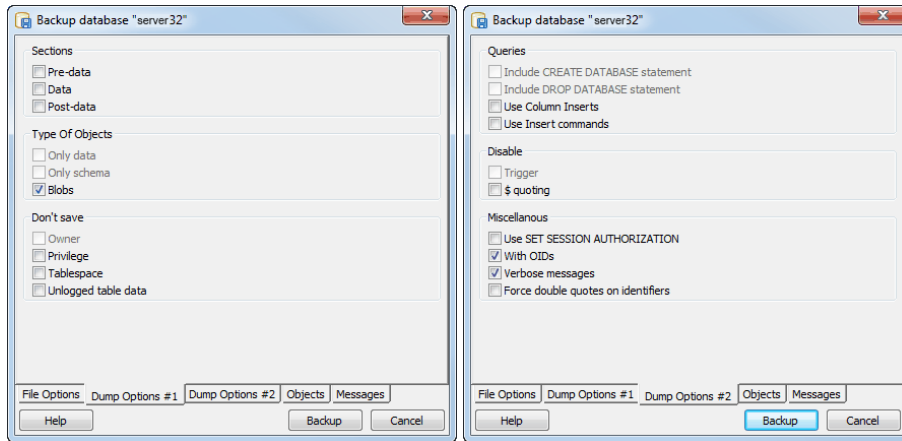 Backup database "server32"
Sections
Pre-data
Data
Post-data
Type Of Objects
Only data
Only schema
Blobs
Don't save
Owner
Privilege
Tablespace
Unlogged table data
File Options Dump Options #1 Dump Options #2 Objects Messages
Help Backup Cancel
Backup database "server32"
Queries
Include CREATE DATABASE statement
Include DROP DATABASE statement
Use Column Inserts
Use Insert commands
Disable
Trigger
$ quoting
Miscellanous
Use SET SESSION AUTHORIZATION
With OIDs
Verbose messages
Force double quotes on identifiers
File Options Dump Options #1 Dump Options #2 Objects Messages
Help Backup Cancel